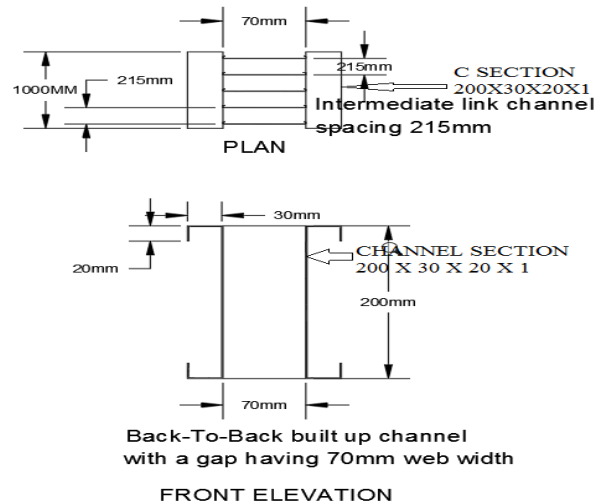 70mm
215mm
215mm
1000MM
C SECTION
200X30X20X1
Intermediate link channel
spacing 215mm
PLAN
30mm
20mm
CHANNEL SECTION
200 X 30 X 20 X 1
200mm
70mm
Back-To-Back built up channel
with a gap having 70mm web width
FRONT ELEVATION